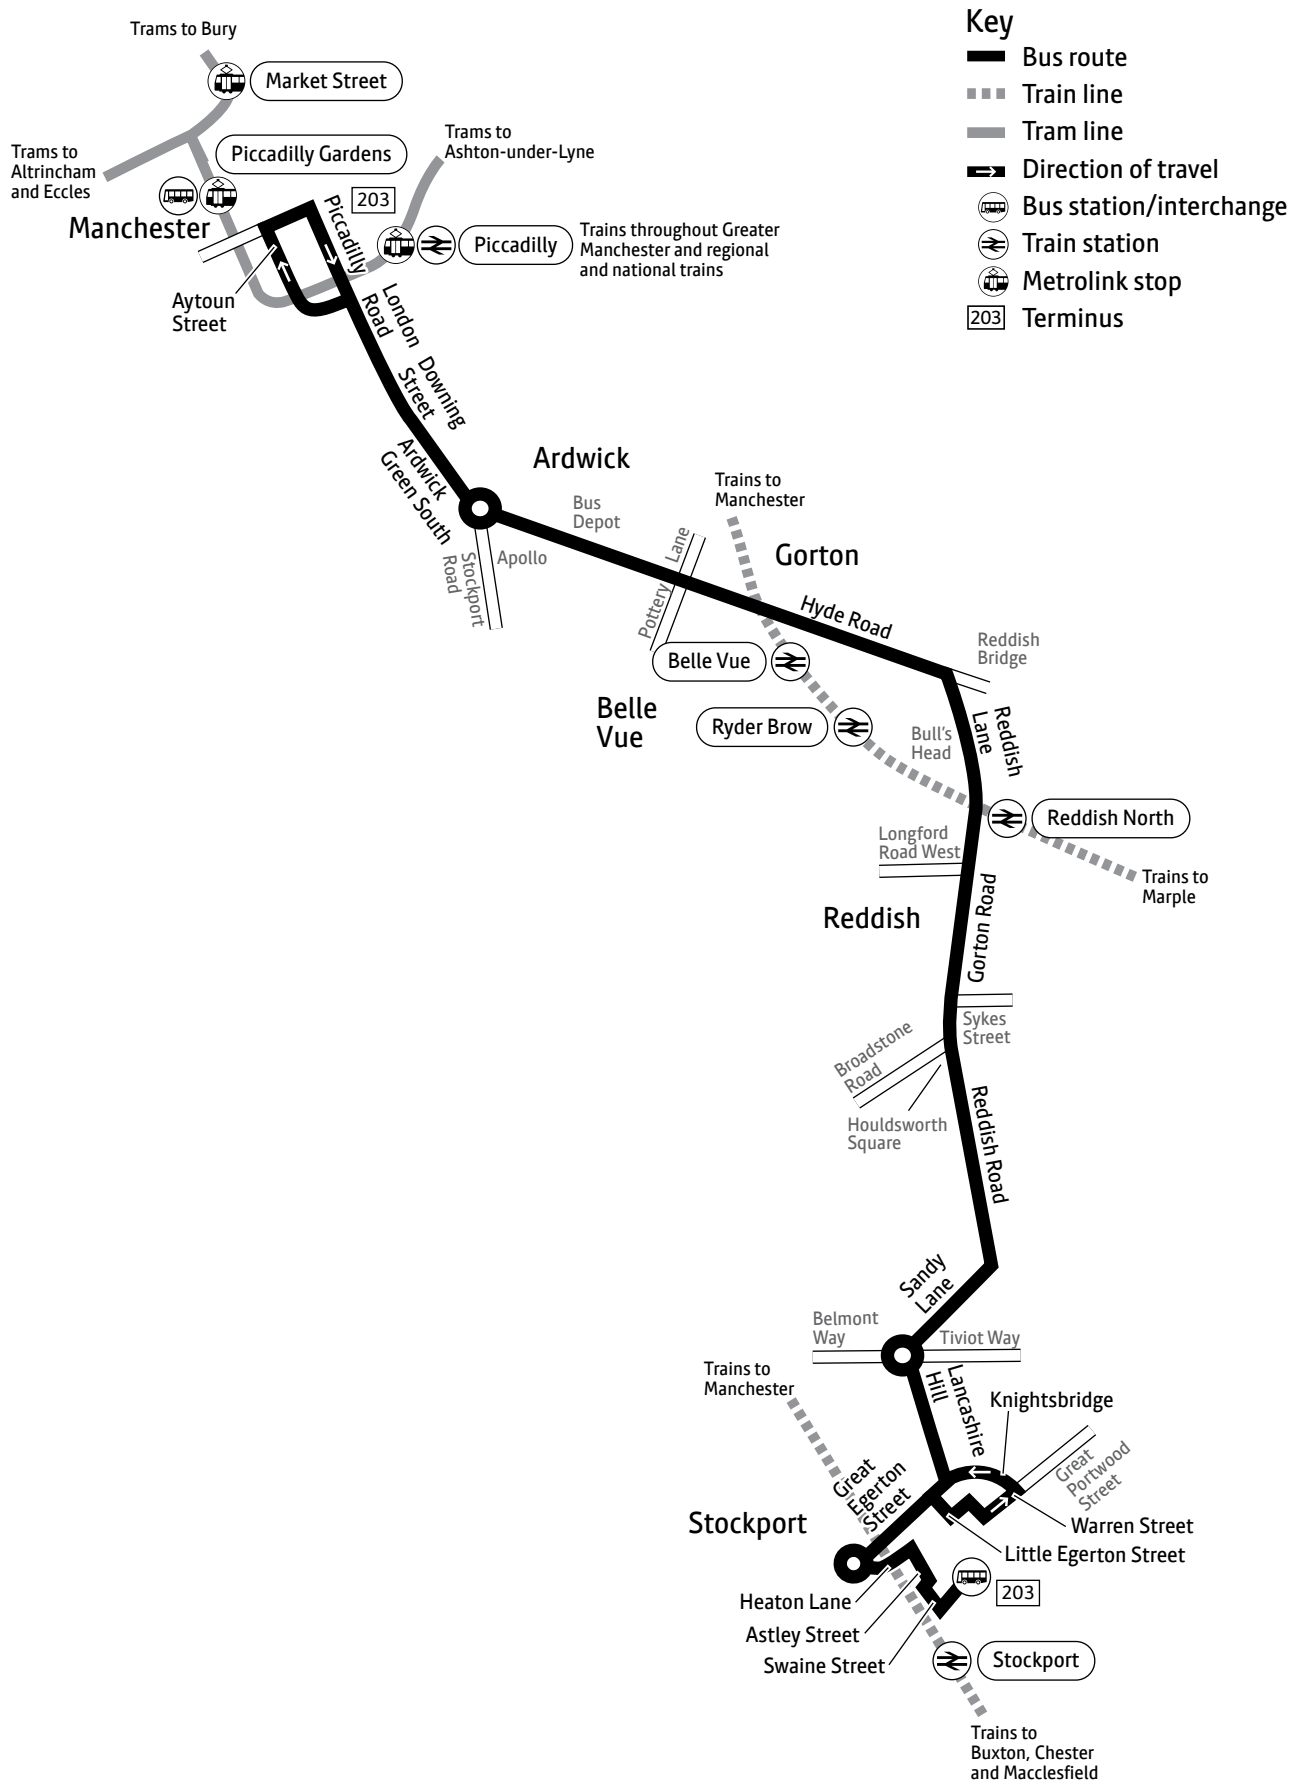 Key
Bus route
Train line
Tram line
Direction of travel
Bus station/interchange
Train station
Metrolink stop
203 Terminus
Trams to Bury
Market Street
Trams to
Altrincham
and Eccles
Piccadilly Gardens
Trams to
Ashton-under-Lyne
Manchester
Piccadilly
203
Piccadilly
Trains throughout Greater
Manchester and regional
and national trains
Aytoun
Street
London
Road
Downing
Street
Ardwick
Green South
Ardwick
Bus
Depot
Stockport
Road
Apollo
Pottery Lane
Trains to
Manchester
Gorton
Hyde Road
Belle Vue
Belle
Vue
Ryder Brow
Reddish
Bridge
Reddish
Lane
Bull's
Head
Reddish North
Trains to
Marple
Longford
Road West
Reddish
Gorton Road
Sykes
Street
Broadstone
Road
Houldsworth
Square
Reddish Road
Sandy
Lane
Belmont
Way
Tiviot Way
Trains to
Manchester
Lancashire
Hill
Knightsbridge
Great
Portwood
Street
Great
Egerton
Street
Stockport
Warren Street
Little Egerton Street
203
Heaton Lane
Astley Street
Swaine Street
Stockport
Trains to
Buxton, Chester
and Macclesfield